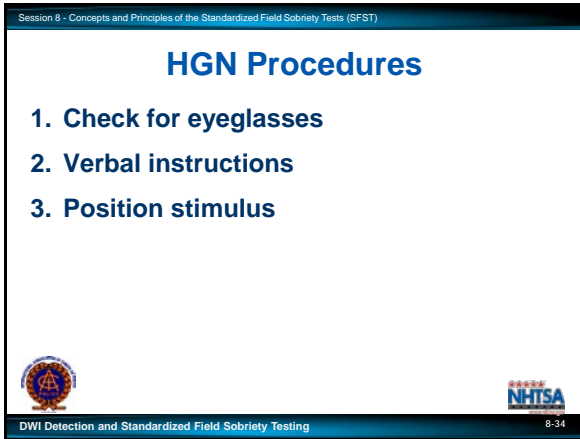 Session 8 - Concepts and Principles of the Standardized Field Sobriety Tests (SFST)
HGN Procedures
1. Check for eyeglasses
2. Verbal instructions
3. Position stimulus
NHTSA
DWI Detection and Standardized Field Sobriety Testing
8-34